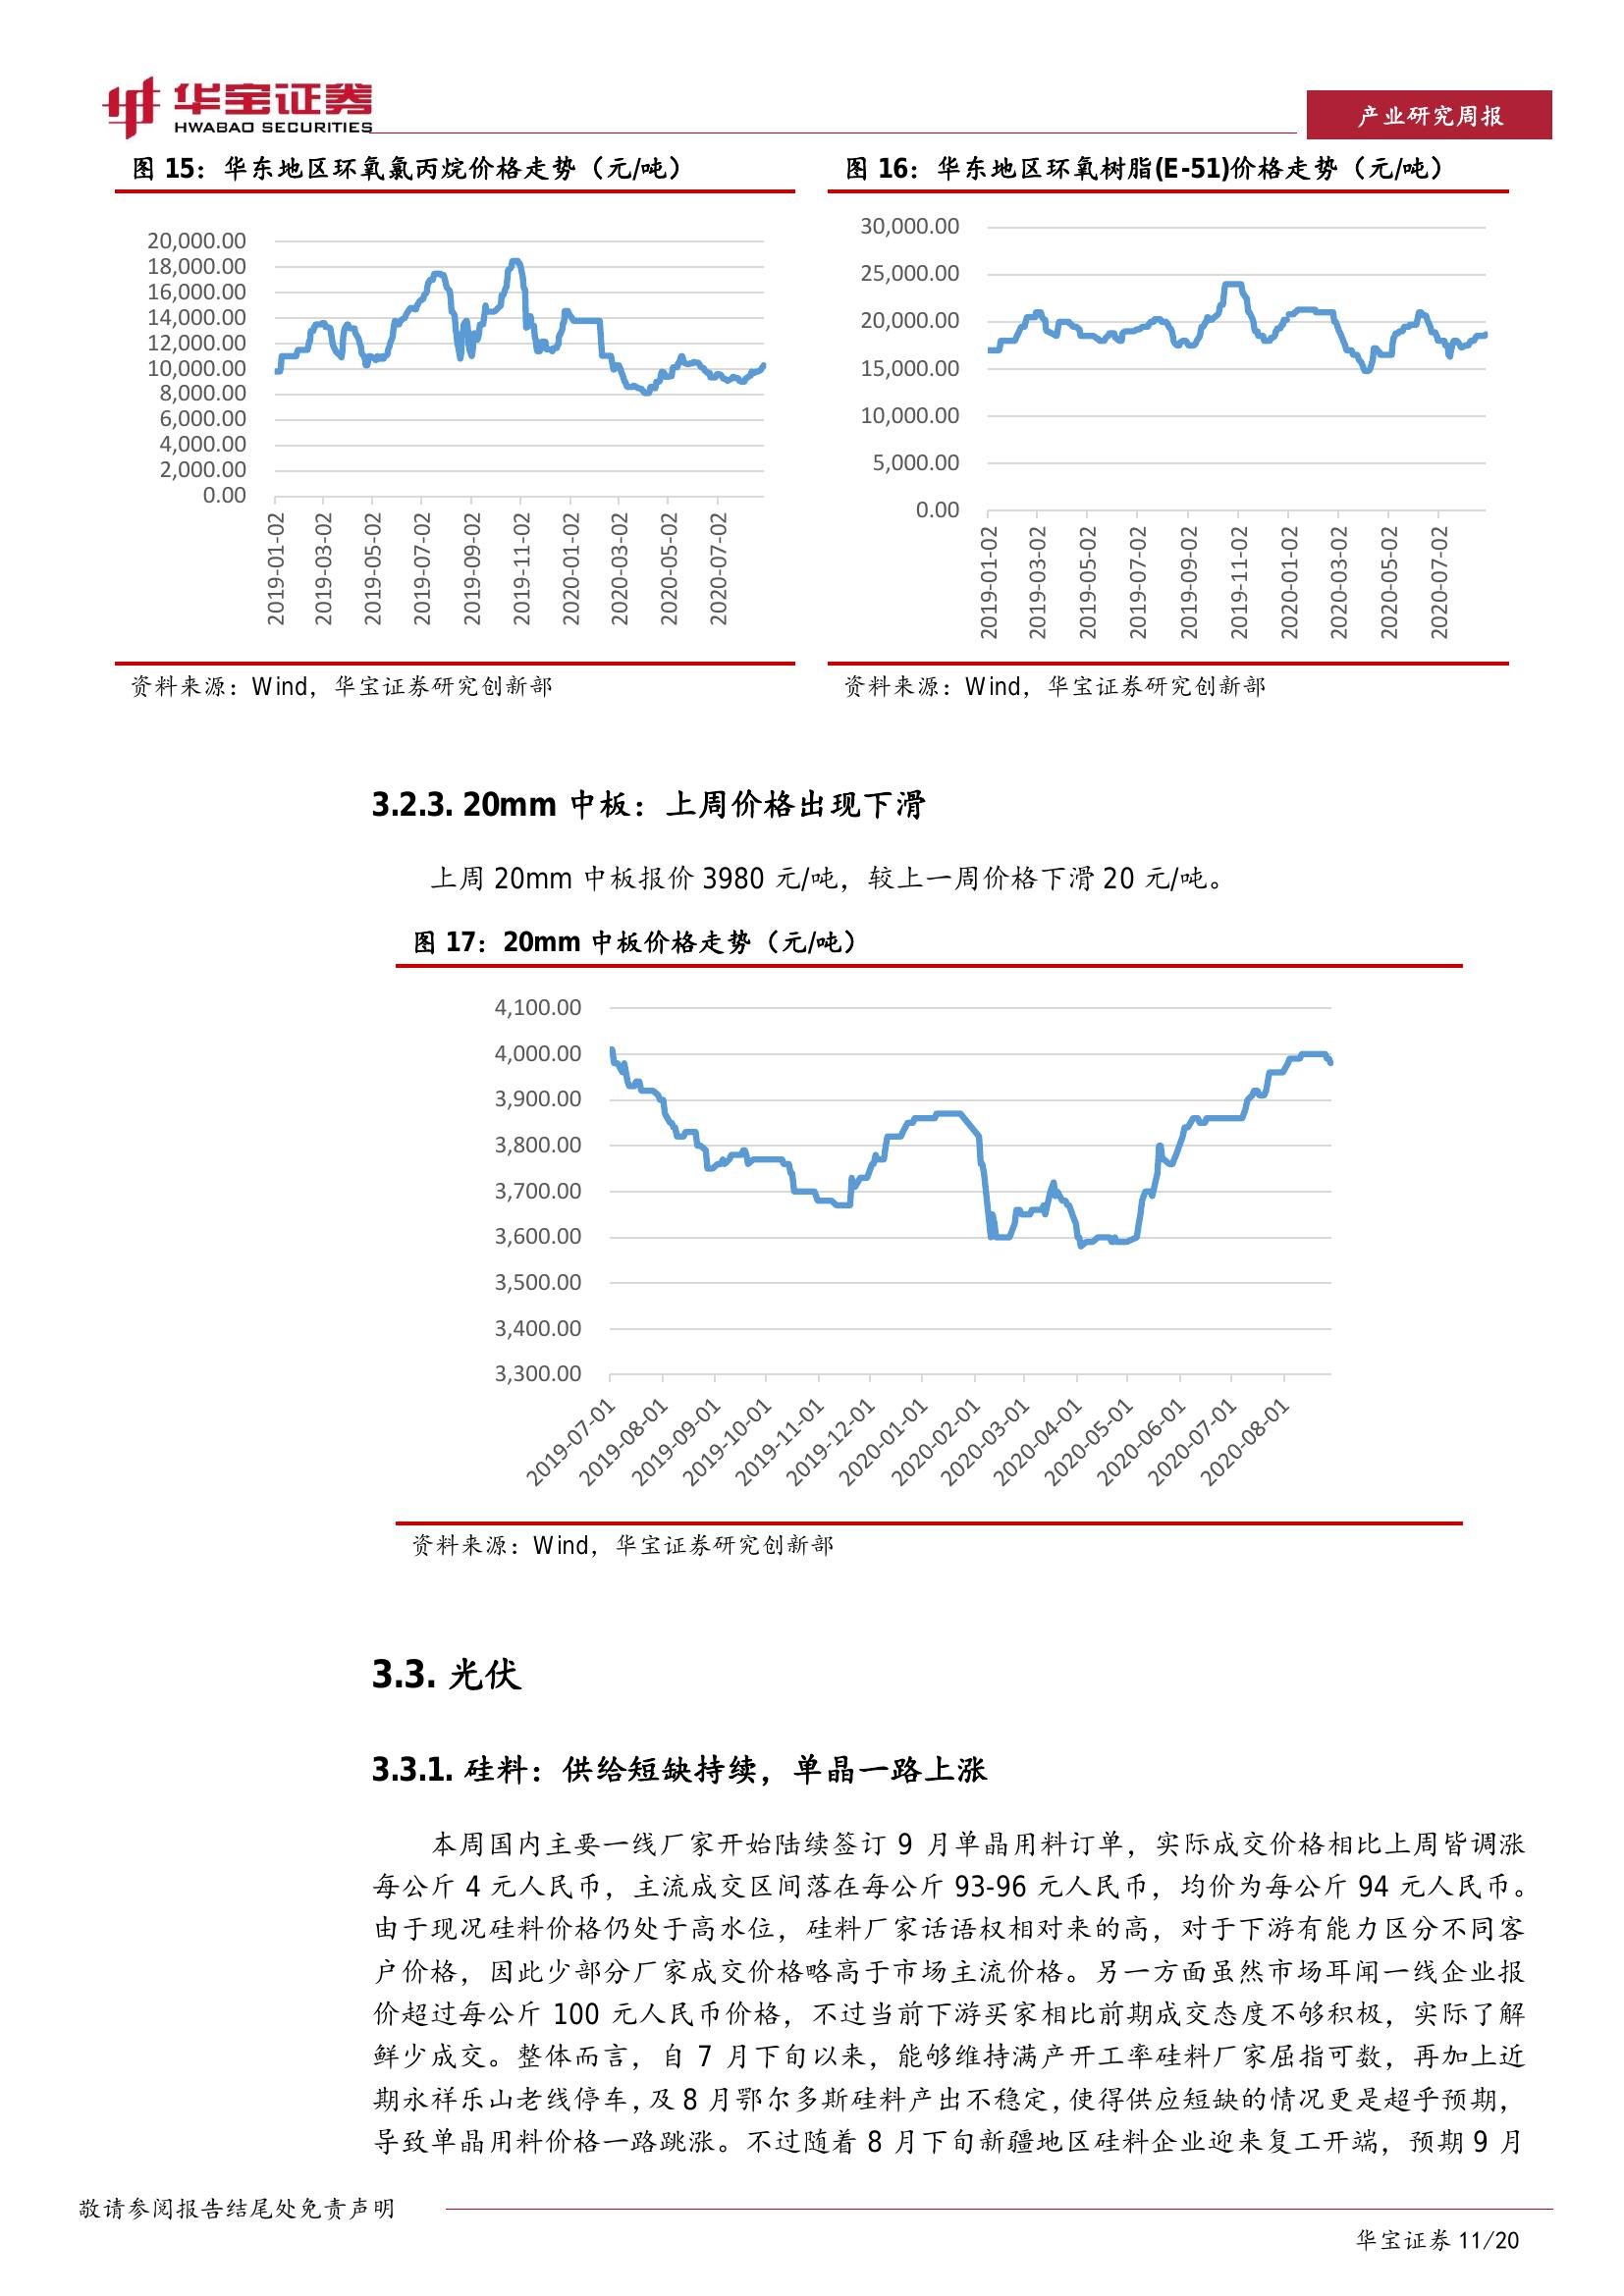 华宝证券
HWABAO SECURITIES
产业研究周报
图 15：华东地区环氧氯丙烷价格走势（元/吨）
20,000.00
18,000.00
16,000.00
14,000.00
12,000.00
10,000.00
8,000.00
6,000.00
4,000.00
2,000.00
0.00
2019-01-02
2019-03-02
2019-05-02
2019-07-02
2019-09-02
2019-11-02
2020-01-02
2020-03-02
2020-05-02
2020-07-02
资料来源：Wind，华宝证券研究创新部
图 16：华东地区环氧树脂(E-51)价格走势（元/吨）
30,000.00
25,000.00
20,000.00
15,000.00
10,000.00
5,000.00
0.00
2019-01-02
2019-03-02
2019-05-02
2019-07-02
2019-09-02
2019-11-02
2020-01-02
2020-03-02
2020-05-02
2020-07-02
资料来源：Wind，华宝证券研究创新部
3.2.3. 20mm 中板：上周价格出现下滑
上周 20mm 中板报价 3980 元/吨，较上一周价格下滑 20 元/吨。
图 17：20mm 中板价格走势（元/吨）
4,100.00
4,000.00
3,900.00
3,800.00
3,700.00
3,600.00
3,500.00
3,400.00
3,300.00
2019-07-01
2019-08-01
2019-09-01
2019-10-01
2019-11-01
2019-12-01
2020-01-01
2020-02-01
2020-03-01
2020-04-01
2020-05-01
2020-06-01
2020-07-01
2020-08-01
资料来源：Wind，华宝证券研究创新部
3.3. 光伏
3.3.1. 硅料：供给短缺持续，单晶一路上涨
本周国内主要一线厂家开始陆续签订 9 月单晶用料订单，实际成交价格相比上周皆调涨
每公斤 4 元人民币，主流成交区间落在每公斤 93-96 元人民币，均价为每公斤 94 元人民币。
由于现况硅料价格仍处于高水位，硅料厂家话语权相对来的高，对于下游有能力区分不同客
户价格，因此少部分厂家成交价格略高于市场主流价格。另一方面虽然市场耳闻一线企业报
价超过每公斤 100 元人民币价格，不过当前下游买家相比前期成交态度不够积极，实际了解
鲜少成交。整体而言，自 7 月下旬以来，能够维持满产开工率硅料厂家屈指可数，再加上近
期永祥乐山老线停车，及 8 月鄂尔多斯硅料产出不稳定，使得供应短缺的情况更是超乎预期，
导致单晶用料价格一路跳涨。不过随着 8 月下旬新疆地区硅料企业迎来复工开端，预期 9 月
敬请参阅报告结尾处免责声明
华宝证券 11/20